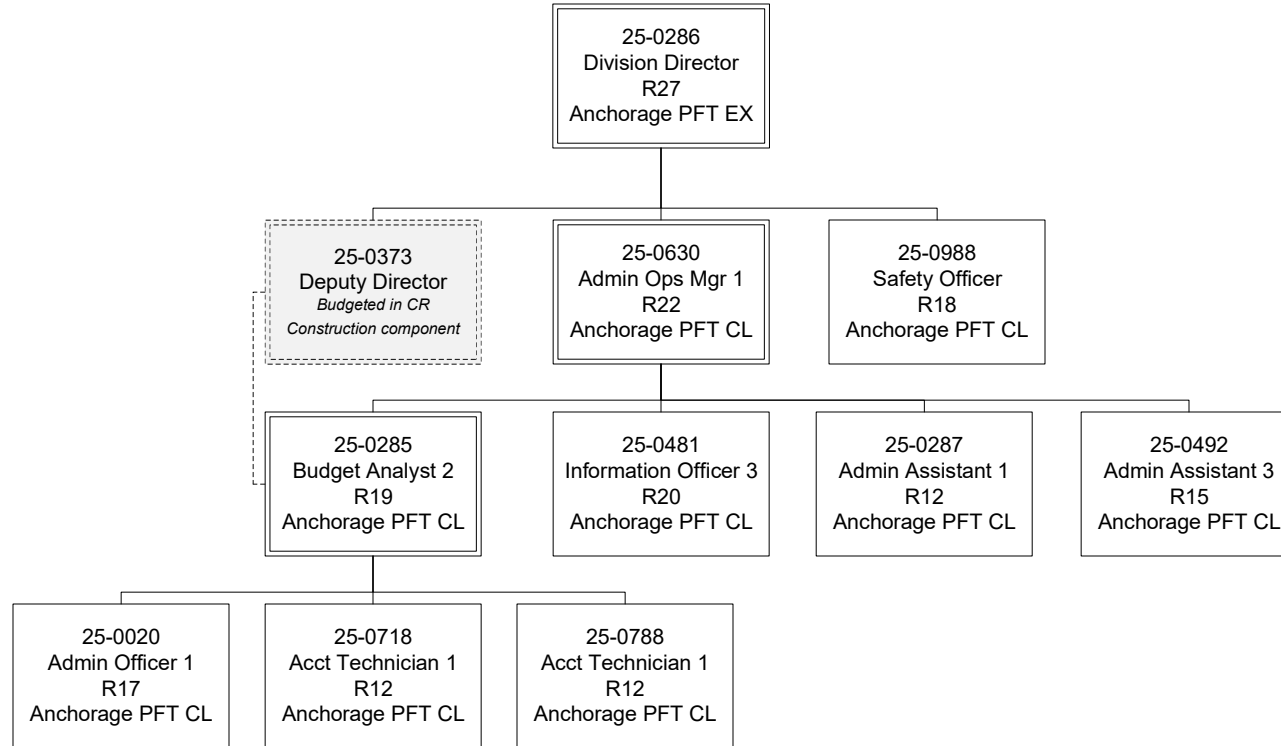 25-0286
Division Director
R27
Anchorage PFT EX
25-0373
Deputy Director
Budgeted in CR
Construction component
25-0630
Admin Ops Mgr 1
R22
Anchorage PFT CL
25-0988
Safety Officer
R18
Anchorage PFT CL
25-0285
Budget Analyst 2
R19
Anchorage PFT CL
25-0481
Information Officer 3
R20
Anchorage PFT CL
25-0287
Admin Assistant 1
R12
Anchorage PFT CL
25-0492
Admin Assistant 3
R15
Anchorage PFT CL
25-0020
Admin Officer 1
R17
Anchorage PFT CL
25-0718
Acct Technician 1
R12
Anchorage PFT CL
25-0788
Acct Technician 1
R12
Anchorage PFT CL